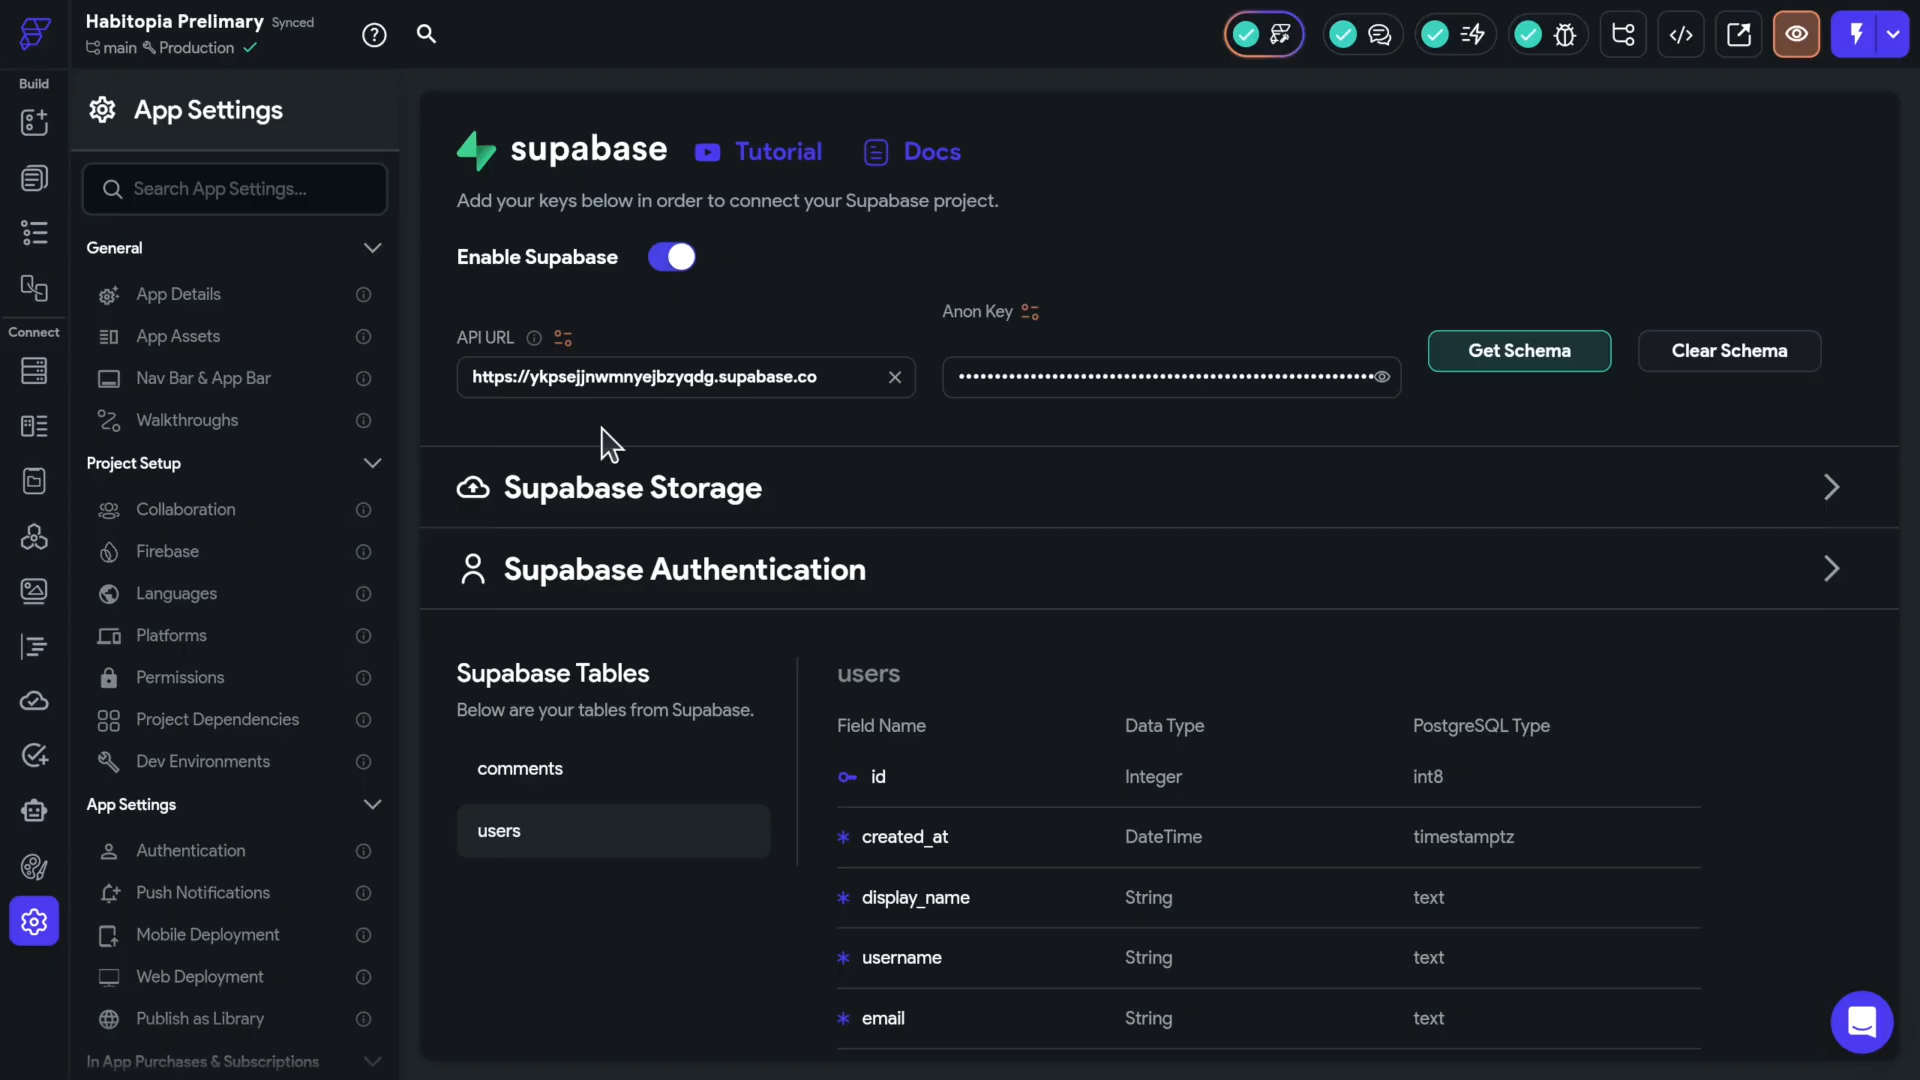 Habitopia Prelimary Synced
main Production
Build
App Settings
Search App Settings...
General
App Details
App Assets
Nav Bar & App Bar
Walkthroughs
Project Setup
Collaboration
Firebase
Languages
Platforms
Permissions
Project Dependencies
Dev Environments
App Settings
Authentication
Push Notifications
Mobile Deployment
Web Deployment
Publish as Library
In App Purchases & Subscriptions
Connect
supabase Tutorial Docs
Add your keys below in order to connect your Supabase project.
Enable Supabase
API URL
https://ykpsejjnwmnyejbzyqdg.supabase.co
Anon Key
••••••••••••••••••••••••••••••••••••••••••••••••••••••
Get Schema
Clear Schema
Supabase Storage
Supabase Authentication
Supabase Tables
Below are your tables from Supabase.
comments
users
users
Field Name Data Type PostgreSQL Type
id Integer int8
* created_at DateTime timestamptz
* display_name String text
* username String text
* email String text